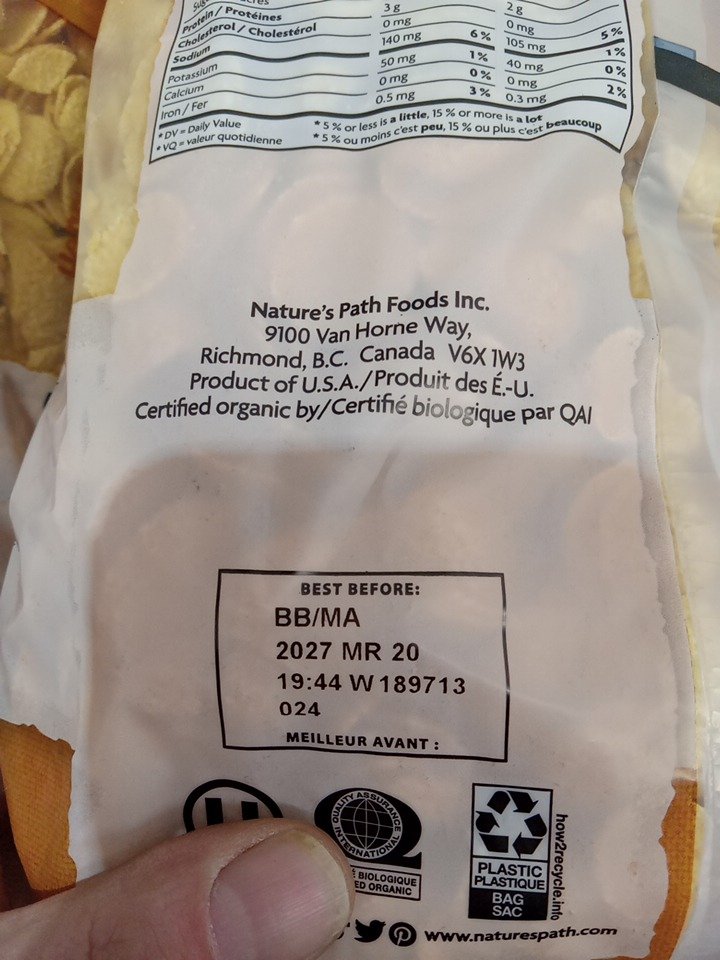 Protein / Protéines 3 g 2 g
Cholesterol / Cholestérol 0 mg 0 mg
Sodium 140 mg 6 % 105 mg 5 %
Potassium 50 mg 1 % 40 mg 1 %
Calcium 0 mg 0 % 0 mg 0 %
Iron / Fer 0.5 mg 3 % 0.3 mg 2 %
* DV = Daily Value * 5 % or less is a little, 15 % or more is a lot
* VQ = valeur quotidienne * 5 % ou moins c'est peu, 15 % ou plus c'est beaucoup
Nature's Path Foods Inc.
9100 Van Horne Way,
Richmond, B.C. Canada V6X 1W3
Product of U.S.A./Produit des É.-U.
Certified organic by/Certifié biologique par QAI
BEST BEFORE:
BB/MA
2027 MR 20
19:44 W 189713
024
MEILLEUR AVANT :
U
QUALITY ASSURANCE
INTERNATIONAL
BIOLOGIQUE
ORGANIC
PLASTIC
PLASTIQUE
BAG
SAC
how2recycle.info
www.naturespath.com